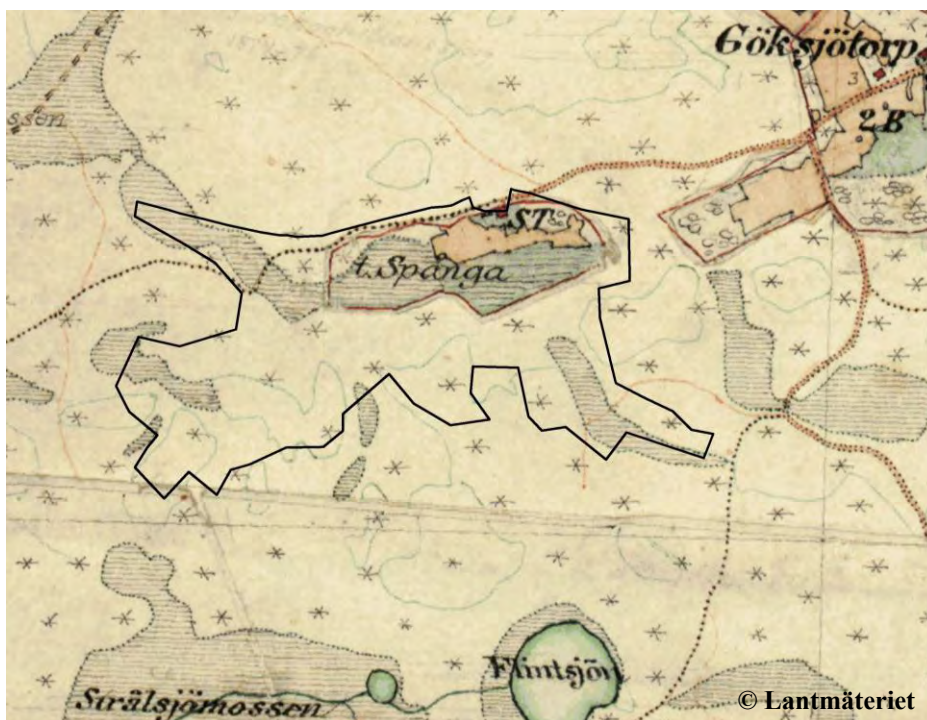 Göksjötorp
3
2 B
ssen
ST
t. Spånga
Flintsjön
Strålsjömossen
© Lantmäteriet